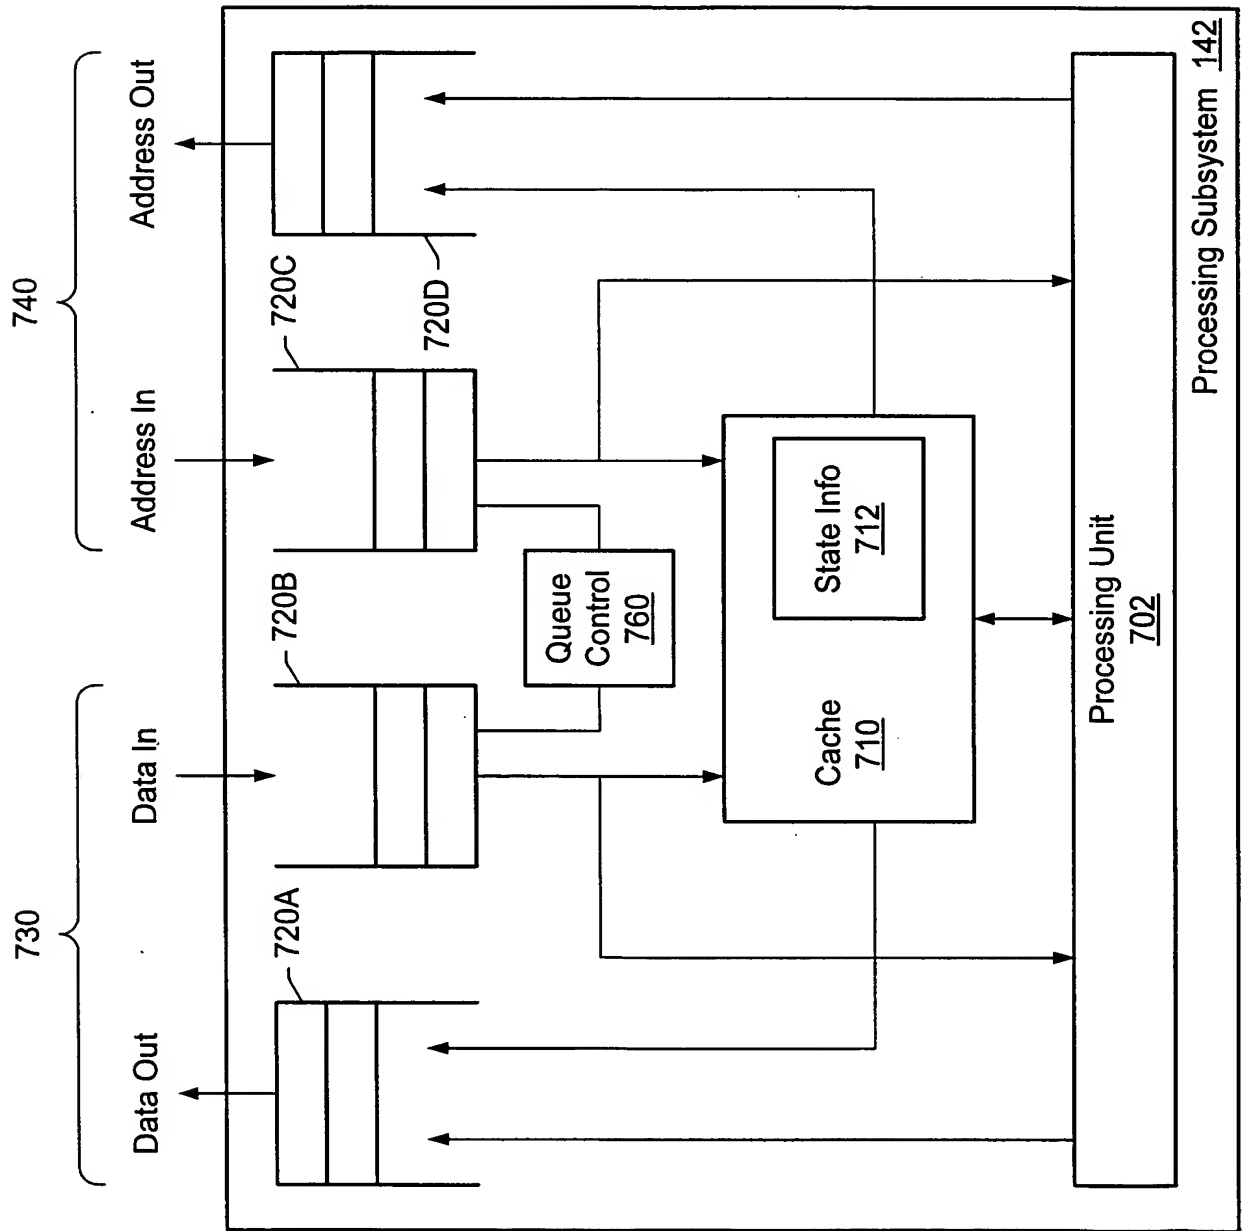 730
740
Data Out
Data In
Address In
Address Out
720A
720B
720C
720D
Queue
Control
760
Cache
710
State Info
712
Processing Unit
702
Processing Subsystem 142